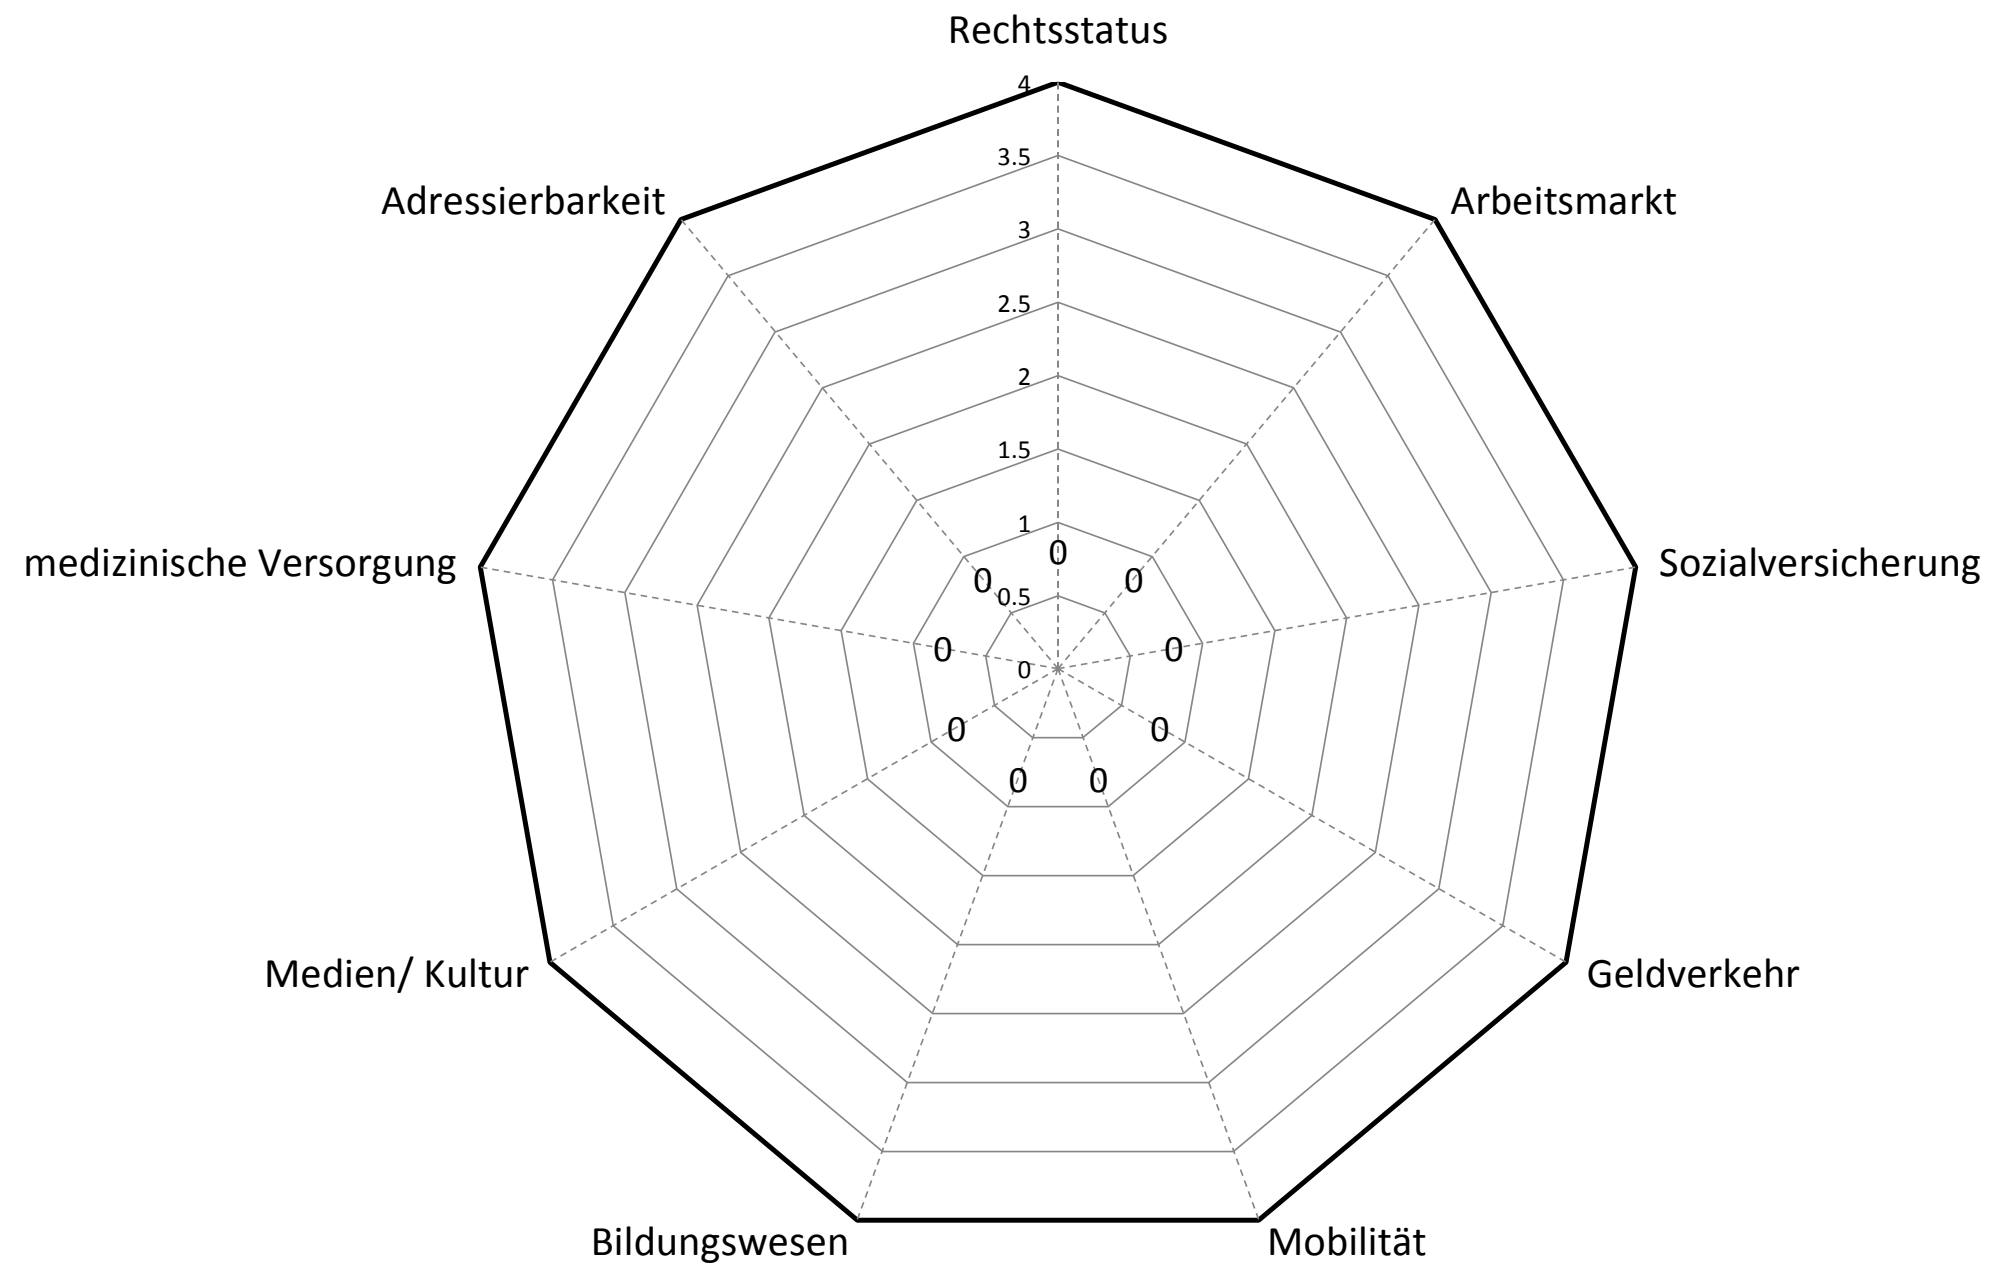 Rechtsstatus
4
Adressierbarkeit
Arbeitsmarkt
3.5
3
2.5
2
1.5
1
0
0
0
medizinische Versorgung
Sozialversicherung
0.5
0
0
0
0
0
0
0
Medien/ Kultur
Geldverkehr
Bildungswesen
Mobilität